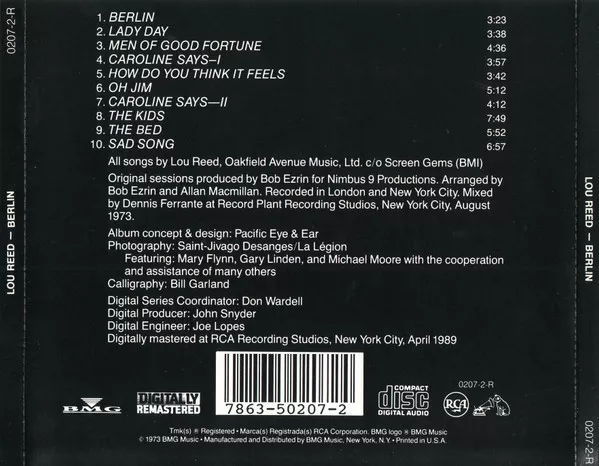 0207-2-R
LOU REED — BERLIN
1. BERLIN 3:23
2. LADY DAY 3:38
3. MEN OF GOOD FORTUNE 4:36
4. CAROLINE SAYS—I 3:57
5. HOW DO YOU THINK IT FEELS 3:42
6. OH JIM 5:12
7. CAROLINE SAYS—II 4:12
8. THE KIDS 7:49
9. THE BED 5:52
10. SAD SONG 6:57
All songs by Lou Reed, Oakfield Avenue Music, Ltd. c/o Screen Gems (BMI)
Original sessions produced by Bob Ezrin for Nimbus 9 Productions. Arranged by
Bob Ezrin and Allan Macmillan. Recorded in London and New York City. Mixed
by Dennis Ferrante at Record Plant Recording Studios, New York City, August
1973.
Album concept & design: Pacific Eye & Ear
Photography: Saint-Jivago Desanges/La Légion
Featuring: Mary Flynn, Gary Linden, and Michael Moore with the cooperation
and assistance of many others
Calligraphy: Bill Garland
Digital Series Coordinator: Don Wardell
Digital Producer: John Snyder
Digital Engineer: Joe Lopes
Digitally mastered at RCA Recording Studios, New York City, April 1989
BMG
DIGITALLY
REMASTERED
7863-50207-2
COMPACT
disc
DIGITAL AUDIO
0207-2-R
RCA
Tmk(s) ® Registered • Marca(s) Registrada(s) RCA Corporation. BMG logo ® BMG Music
© 1973 BMG Music • Manufactured and Distributed by BMG Music, New York, N.Y. • Printed in U.S.A.
LOU REED — BERLIN
0207-2-R